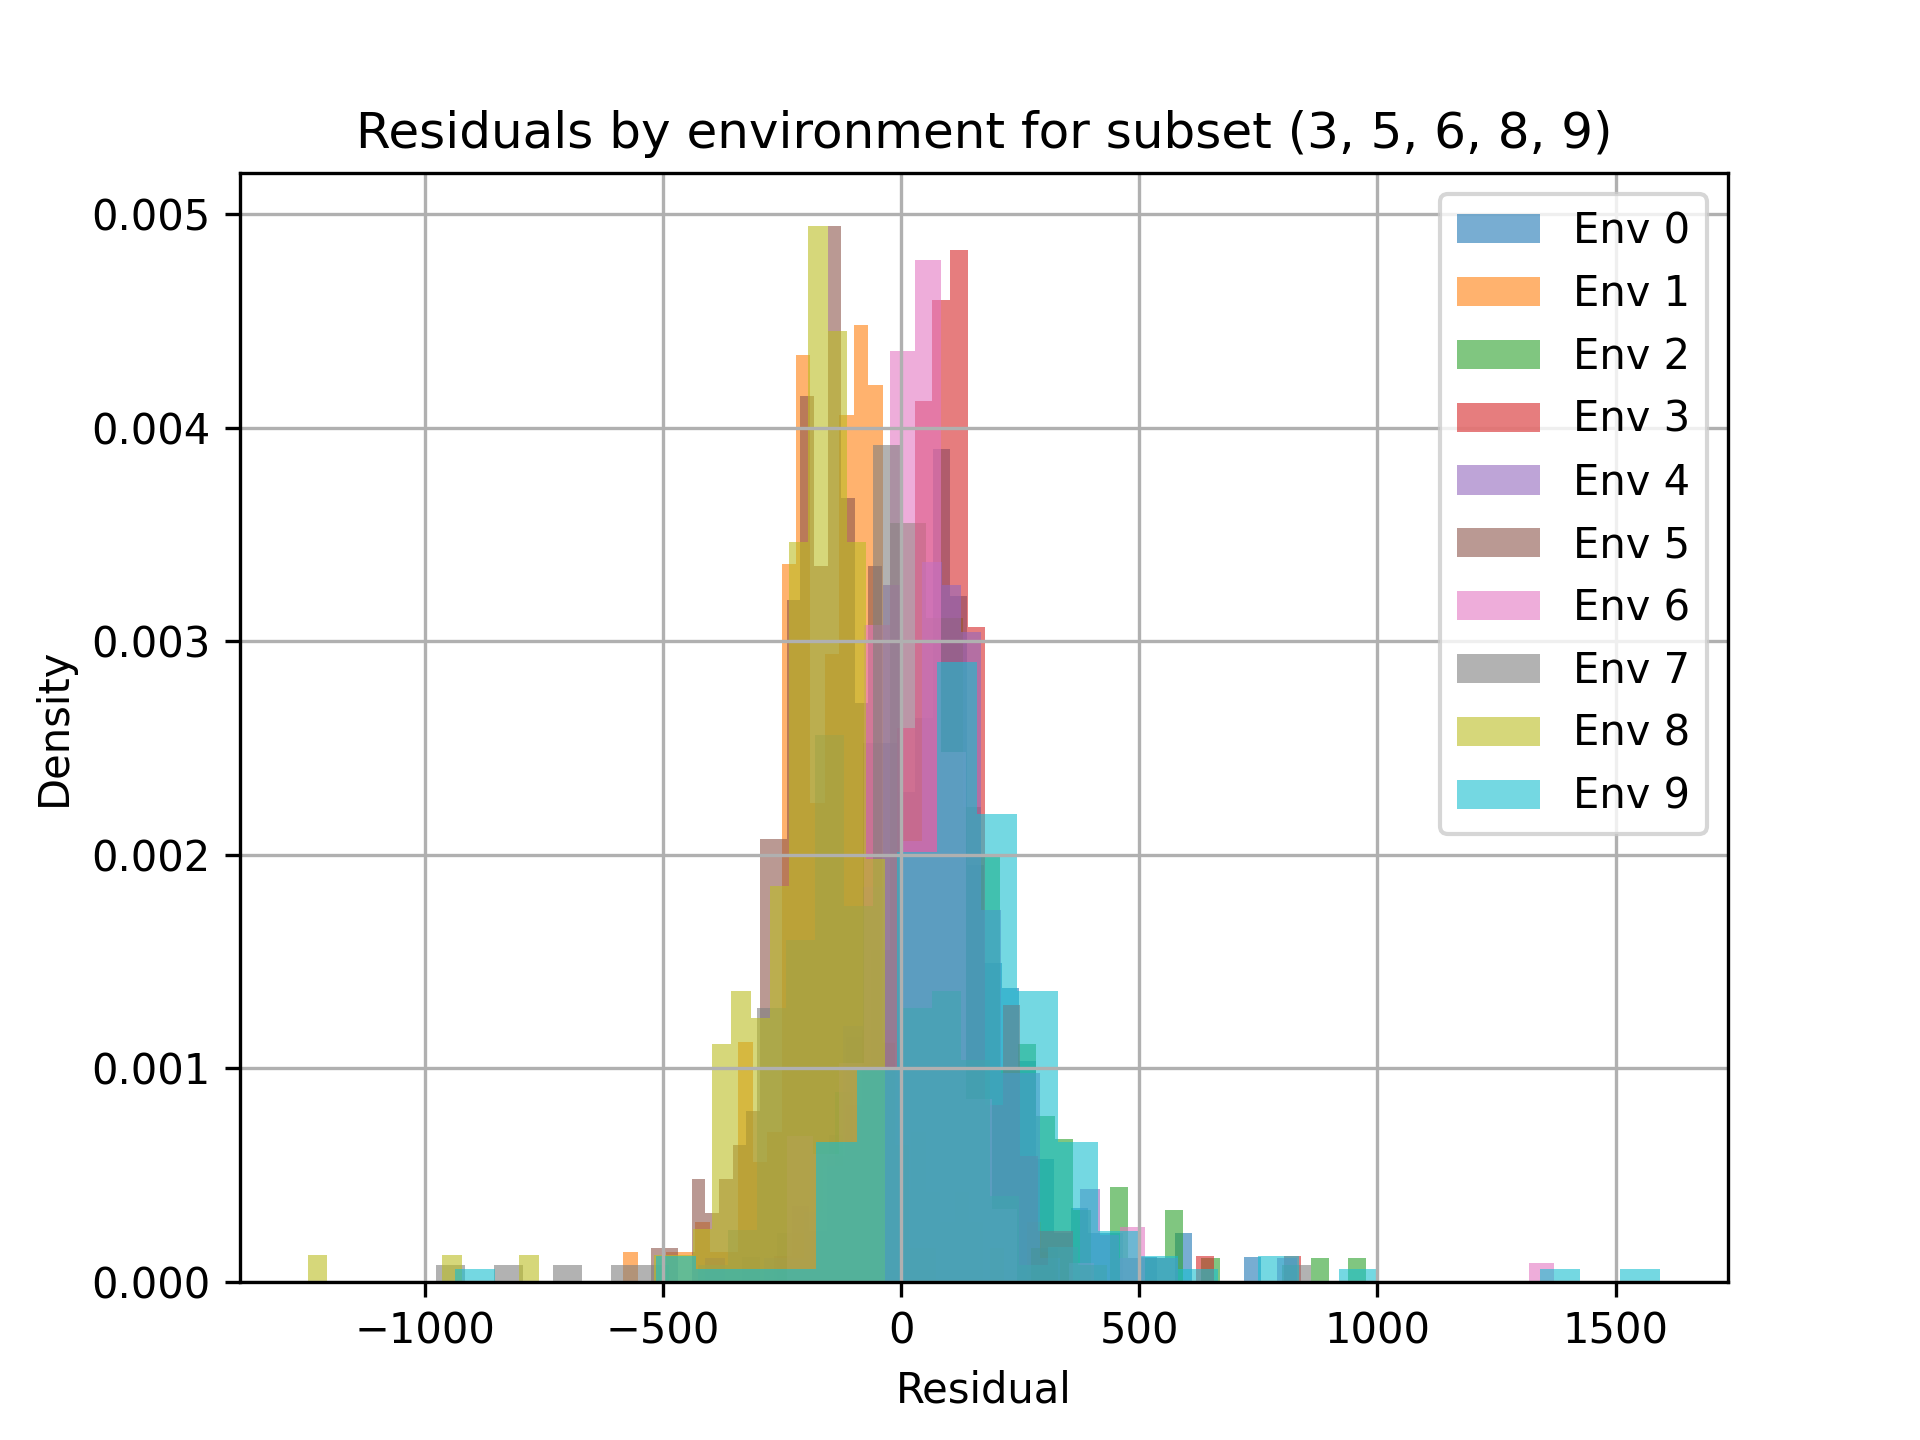 Residuals by environment for subset (3, 5, 6, 8, 9)
0.005
0.004
0.003
0.002
0.001
0.000
Density
−1000
−500
0
500
1000
1500
Residual
Env 0
Env 1
Env 2
Env 3
Env 4
Env 5
Env 6
Env 7
Env 8
Env 9